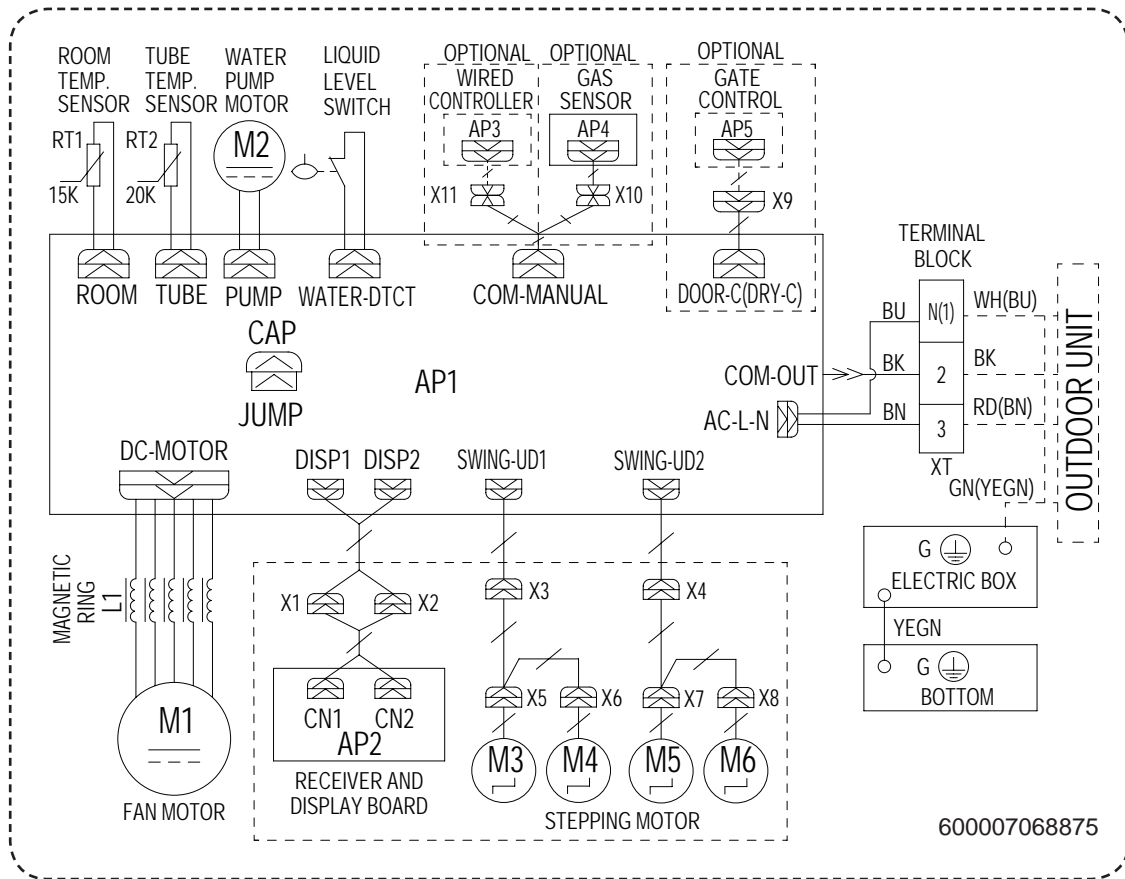 ROOM
TEMP.
SENSOR
TUBE
TEMP.
SENSOR
WATER
PUMP
MOTOR
LIQUID
LEVEL
SWITCH
OPTIONAL
WIRED
CONTROLLER
OPTIONAL
GAS
SENSOR
OPTIONAL
GATE
CONTROL
RT1
15K
RT2
20K
M2
AP3
AP4
AP5
X11
X10
X9
ROOM
TUBE
PUMP
WATER-DTCT
COM-MANUAL
DOOR-C(DRY-C)
TERMINAL
BLOCK
CAP
JUMP
AP1
COM-OUT
AC-L-N
BU
BK
BN
N(1)
2
3
XT
WH(BU)
BK
RD(BN)
GN(YEGN)
OUTDOOR UNIT
DC-MOTOR
DISP1
DISP2
SWING-UD1
SWING-UD2
MAGNETIC
RING
L1
X1
X2
X3
X4
G
ELECTRIC BOX
YEGN
G
BOTTOM
CN1
CN2
AP2
X5
X6
X7
X8
M1
M3
M4
M5
M6
RECEIVER AND
DISPLAY BOARD
FAN MOTOR
STEPPING MOTOR
600007068875